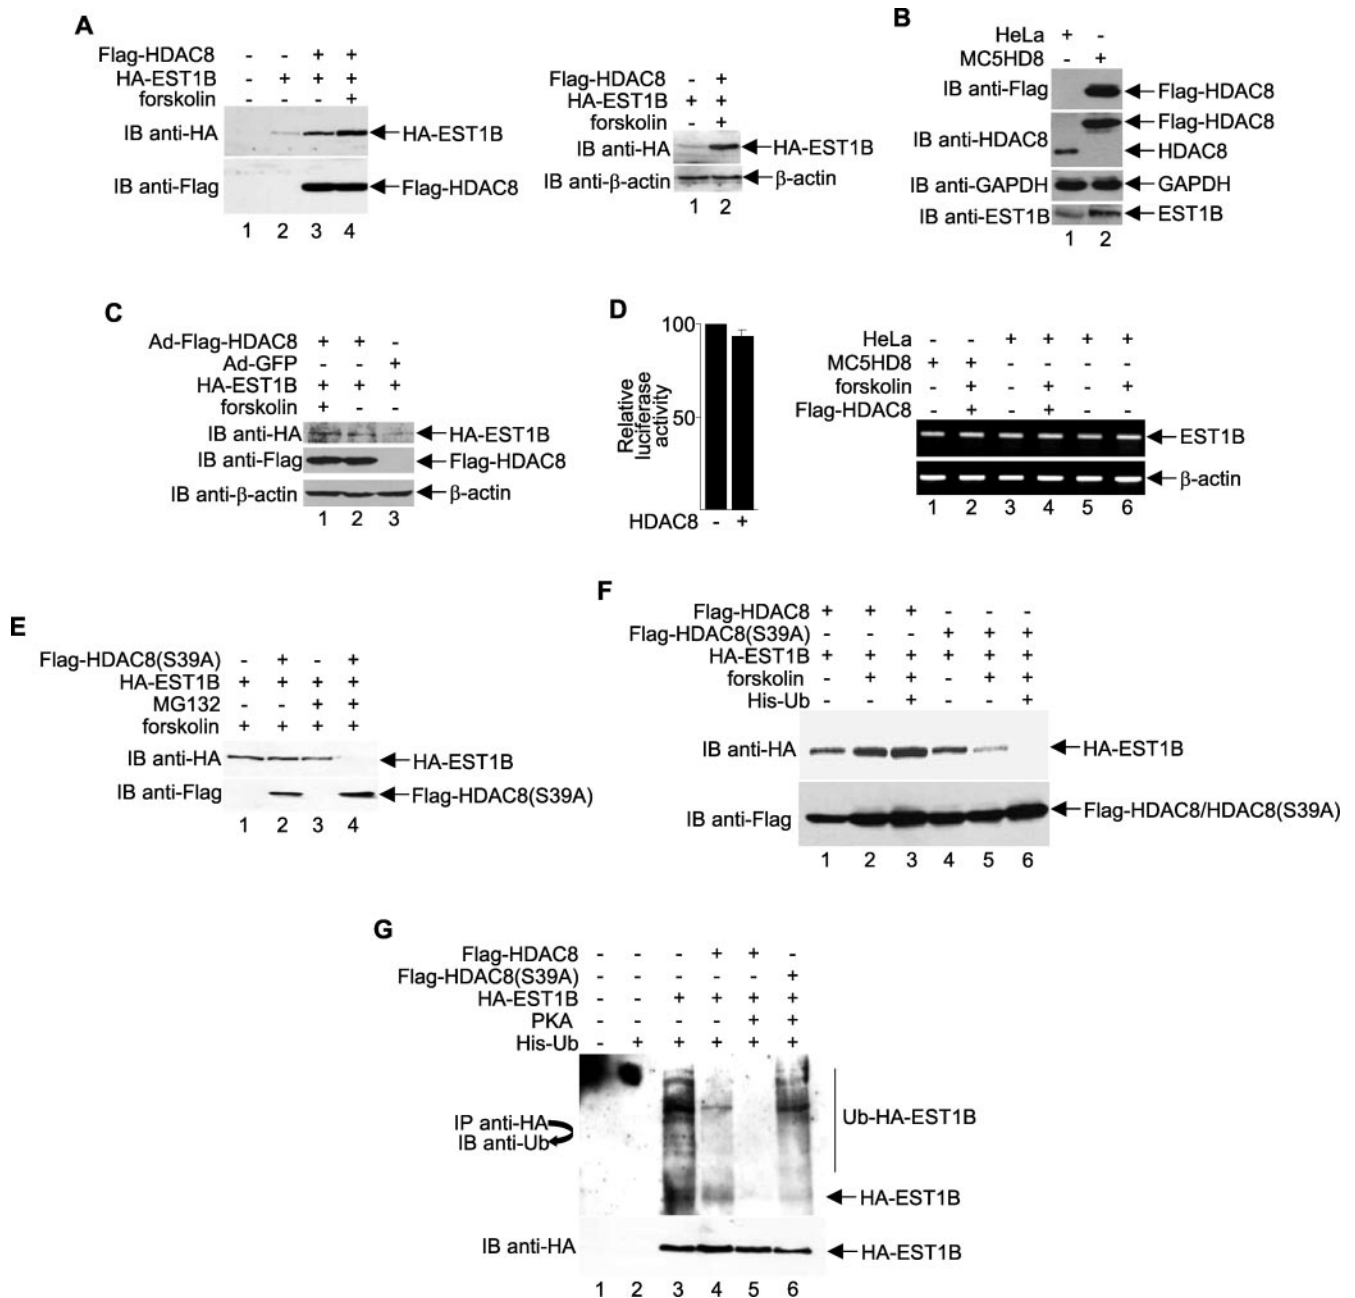 A
Flag-HDAC8 - - + +
HA-EST1B - + + +
forskolin - - - +
IB anti-HA HA-EST1B
IB anti-Flag Flag-HDAC8
1 2 3 4
Flag-HDAC8 - +
HA-EST1B + +
forskolin - +
IB anti-HA HA-EST1B
IB anti-β-actin β-actin
1 2
B
HeLa + -
MC5HD8 - +
IB anti-Flag Flag-HDAC8
Flag-HDAC8
IB anti-HDAC8 HDAC8
IB anti-GAPDH GAPDH
IB anti-EST1B EST1B
1 2
C
Ad-Flag-HDAC8 + + -
Ad-GFP - - +
HA-EST1B + + +
forskolin + - -
IB anti-HA HA-EST1B
IB anti-Flag Flag-HDAC8
IB anti-β-actin β-actin
1 2 3
D
100
50
Relative
luciferase
activity
HDAC8 - +
HeLa - - + + + +
MC5HD8 + + - - - -
forskolin - + - + - +
Flag-HDAC8 - + - + - -
EST1B
β-actin
1 2 3 4 5 6
E
Flag-HDAC8(S39A) - + - +
HA-EST1B + + + +
MG132 - - + +
forskolin + + + +
IB anti-HA HA-EST1B
IB anti-Flag Flag-HDAC8(S39A)
1 2 3 4
F
Flag-HDAC8 + + + - - -
Flag-HDAC8(S39A) - - - + + +
HA-EST1B + + + + + +
forskolin - + + - + +
His-Ub - - + - - +
IB anti-HA HA-EST1B
IB anti-Flag Flag-HDAC8/HDAC8(S39A)
1 2 3 4 5 6
G
Flag-HDAC8 - - - + + -
Flag-HDAC8(S39A) - - - - - +
HA-EST1B - - + + + +
PKA - - - - + +
His-Ub - + + + + +
IP anti-HA
IB anti-Ub
Ub-HA-EST1B
HA-EST1B
IB anti-HA HA-EST1B
1 2 3 4 5 6